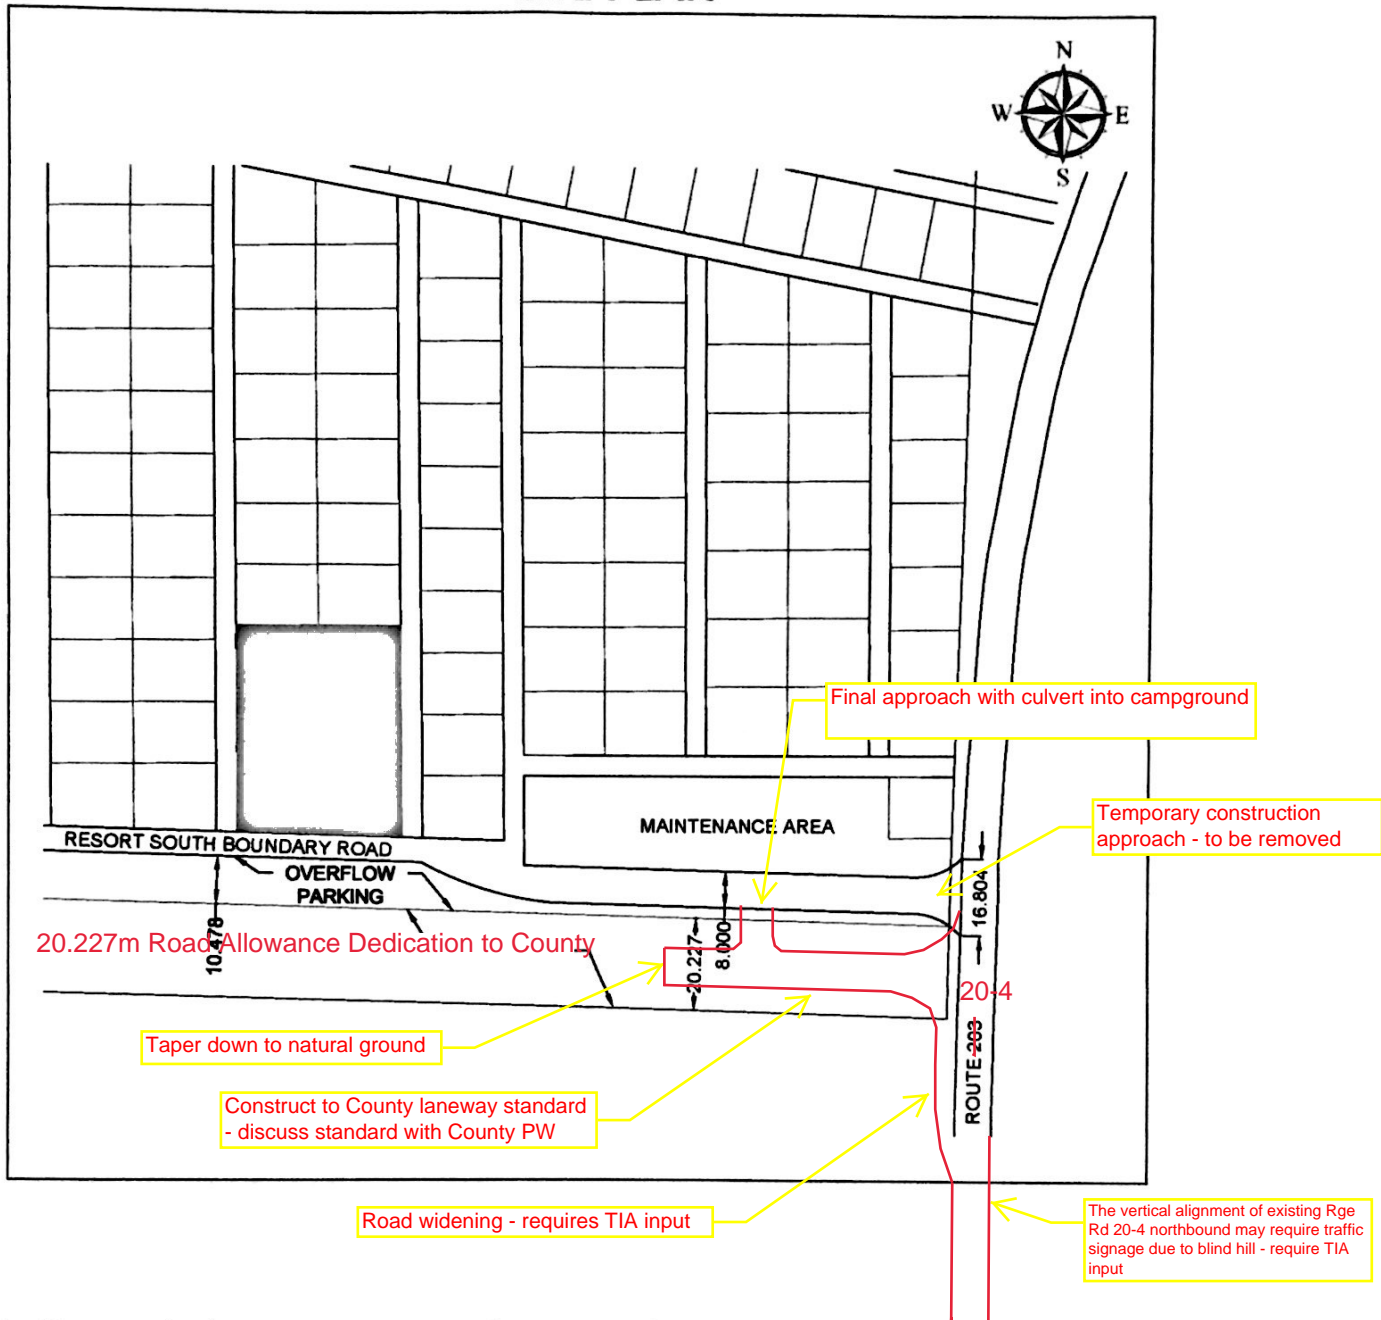 N
W E
S
Final approach with culvert into campground
Temporary construction
approach - to be removed
MAINTENANCE AREA
RESORT SOUTH BOUNDARY ROAD
OVERFLOW
PARKING
16.804
10.478
20.227m Road Allowance Dedication to County
20.227
8.000
20-4
ROUTE 203
Taper down to natural ground
Construct to County laneway standard
- discuss standard with County PW
Road widening - requires TIA input
The vertical alignment of existing Rge
Rd 20-4 northbound may require traffic
signage due to blind hill - require TIA
input